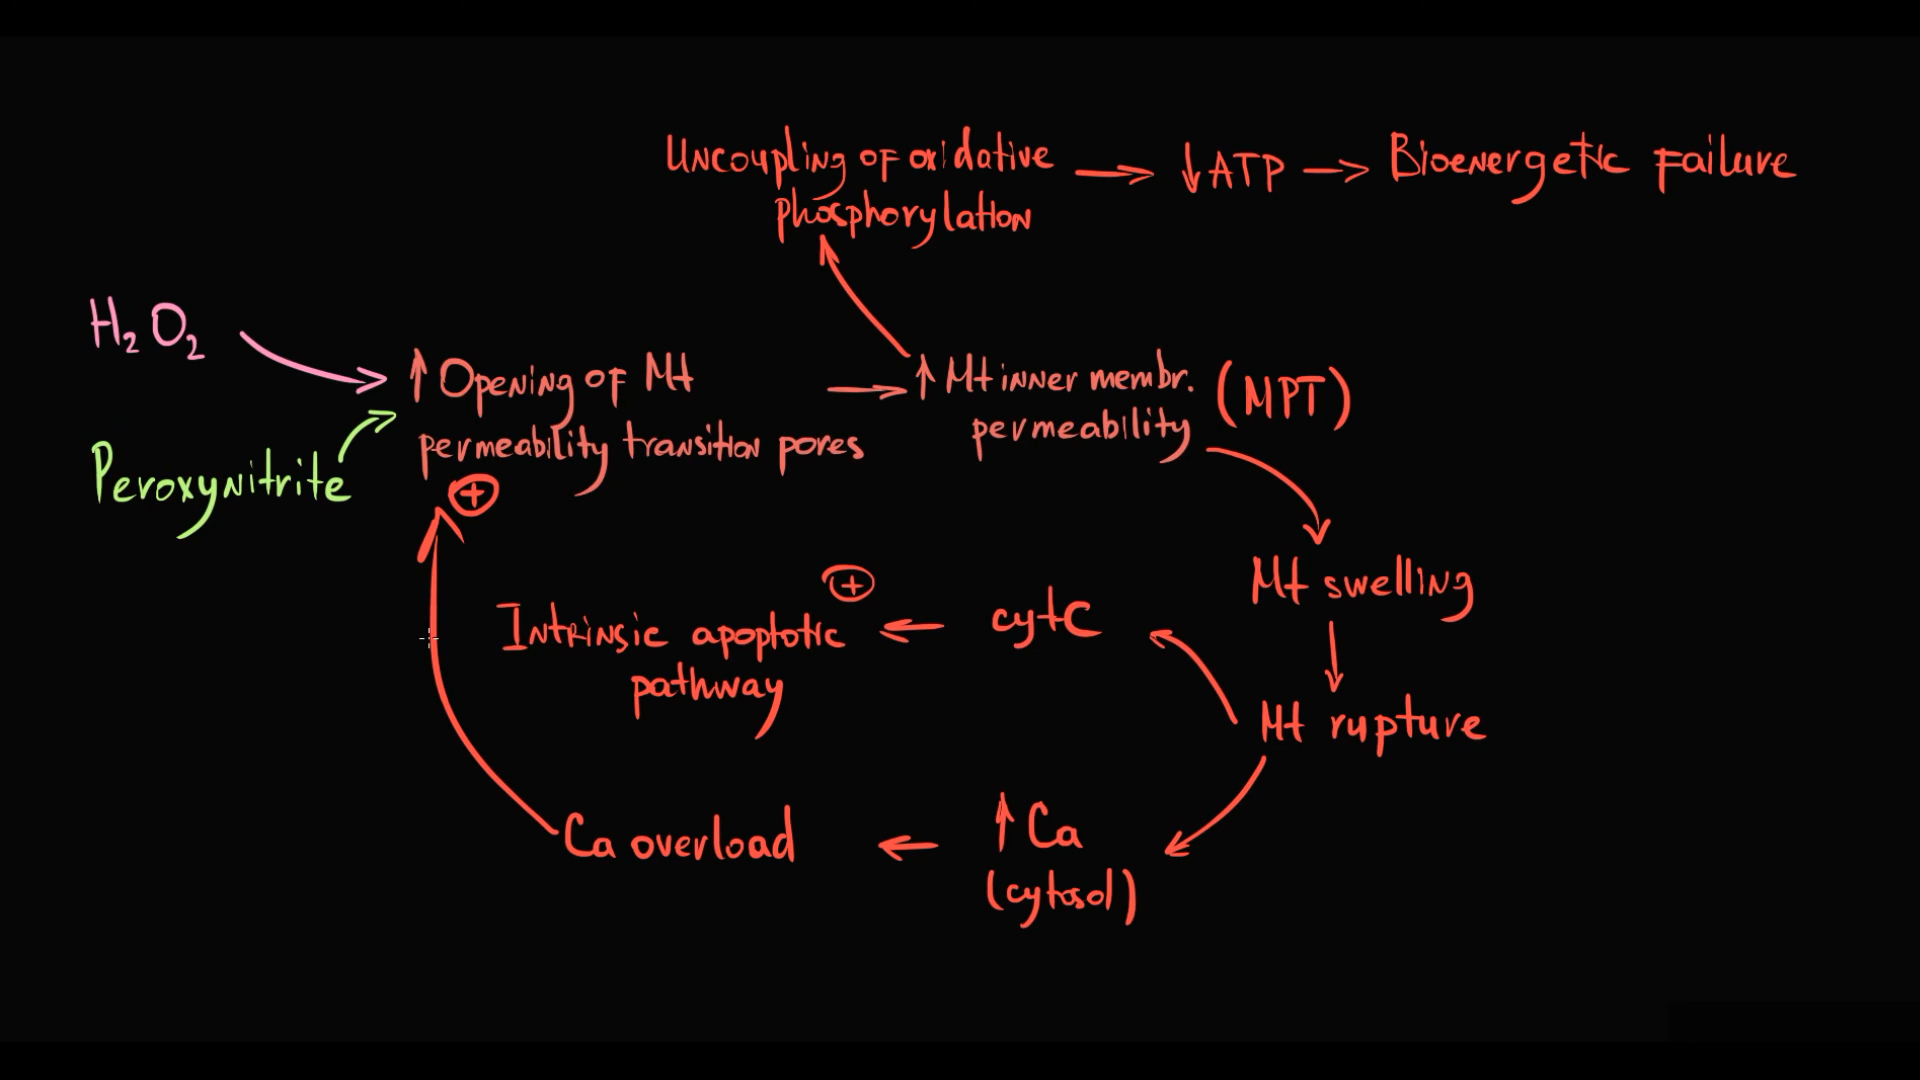 Uncoupling of oxidative → ↓ATP → Bioenergetic failure
phosphorylation
H₂O₂
↑ Opening of Mt → ↑ Mt inner membr. (MPT)
permeability transition pores
permeability
Peroxynitrite
⊕
Mt swelling
⊕
Intrinsic apoptotic ← cytC
pathway
Mt rupture
Ca overload ← ↑ Ca
(cytosol)